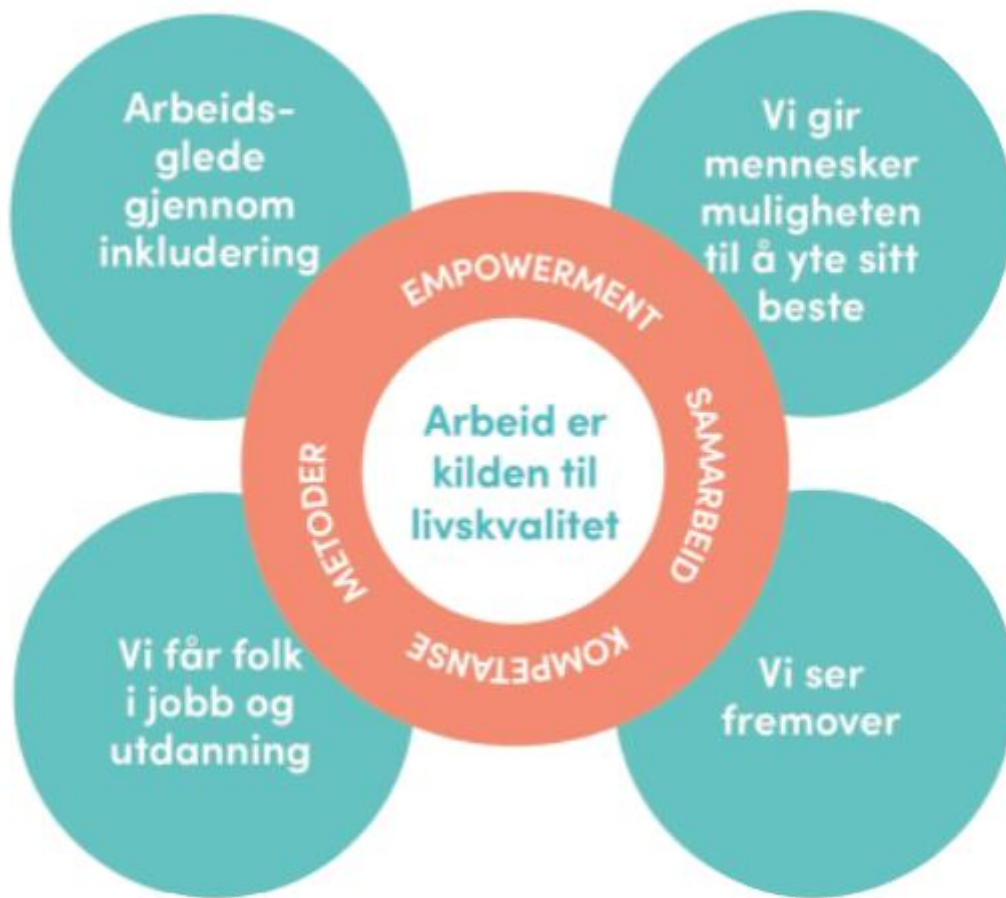 Arbeids-
glede
gjennom
inkludering
Vi gir
mennesker
muligheten
til å yte sitt
beste
EMPOWERMENT
SAMARBEID
KOMPETANSE
METODER
Arbeid er
kilden til
livskvalitet
Vi får folk
i jobb og
utdanning
Vi ser
fremover